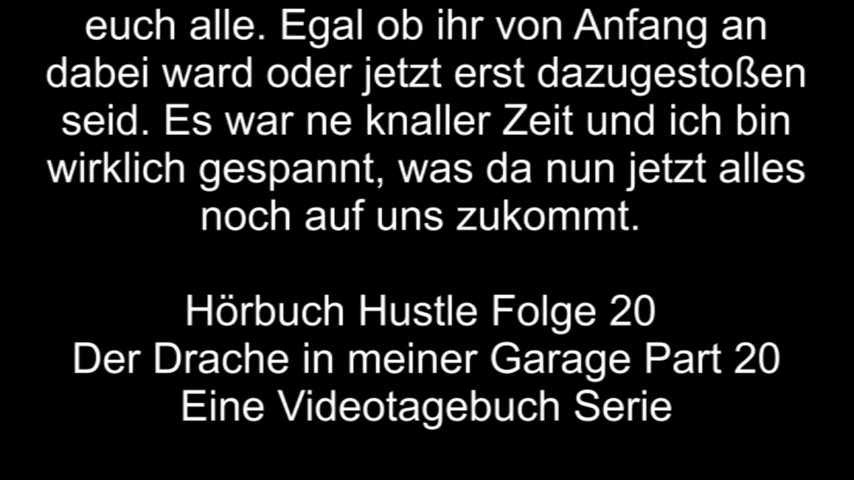 euch alle. Egal ob ihr von Anfang an
dabei ward oder jetzt erst dazugestoßen
seid. Es war ne knaller Zeit und ich bin
wirklich gespannt, was da nun jetzt alles
noch auf uns zukommt.
Hörbuch Hustle Folge 20
Der Drache in meiner Garage Part 20
Eine Videotagebuch Serie